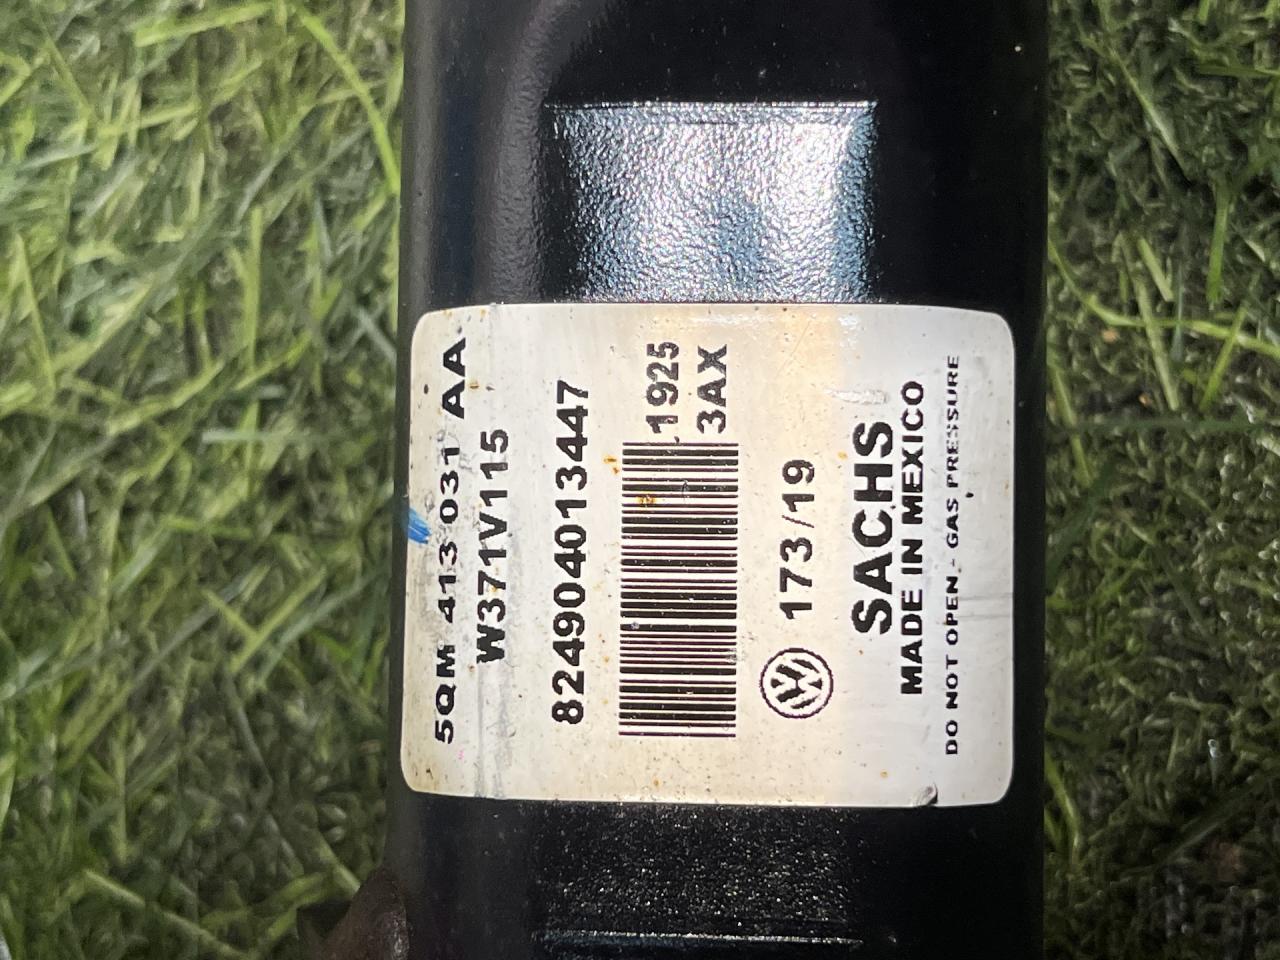 5QM 413 031 AA
W371V115
824904013447
1925
3AX
173/19
SACHS
MADE IN MEXICO
DO NOT OPEN - GAS PRESSURE